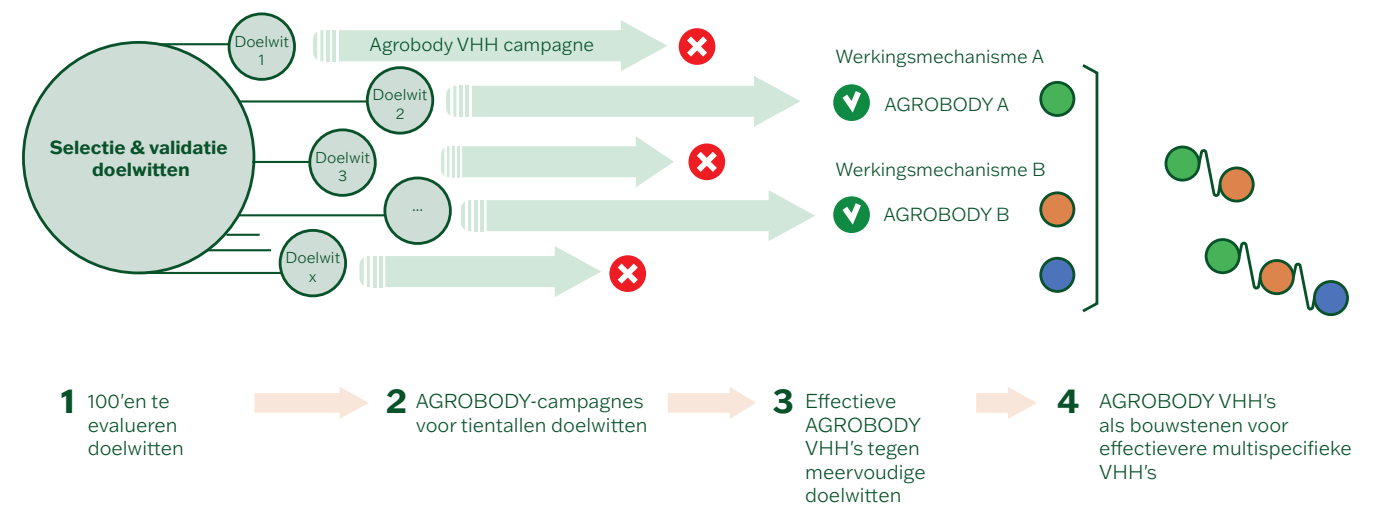 Doelwit
1
Agrobody VHH campagne
Werkingsmechanisme A
Doelwit
2
AGROBODY A
Selectie & validatie
doelwitten
Doelwit
3
Werkingsmechanisme B
...
AGROBODY B
Doelwit
x
1 100'en te
evalueren
doelwitten
2 AGROBODY-campagnes
voor tientallen doelwitten
3 Effectieve
AGROBODY
VHH's tegen
meervoudige
doelwitten
4 AGROBODY VHH's
als bouwstenen voor
effectievere multispecifieke
VHH's